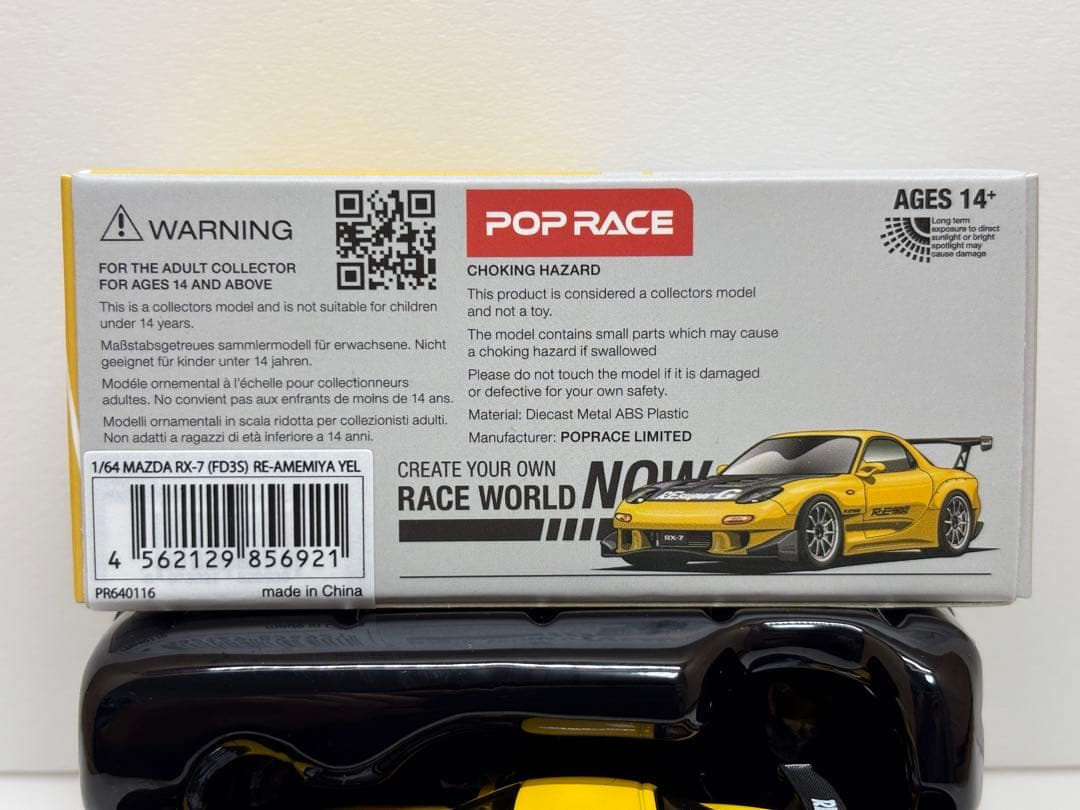 WARNING
FOR THE ADULT COLLECTOR
FOR AGES 14 AND ABOVE
This is a collectors model and is not suitable for children
under 14 years.
Maßstabsgetreues sammlermodell für erwachsene. Nicht
geeignet für kinder unter 14 jahren.
Modéle ornemental à l'échelle pour collectionneurs
adultes. No convient pas aux enfrants de moins de 14 ans.
Modelli ornamentali in scala ridotta per collezionisti adulti.
Non adatti a ragazzi di età inferiore a 14 anni.
1/64 MAZDA RX-7 (FD3S) RE-AMEMIYA YEL
4 562129 856921
PR640116 made in China
POP RACE
CHOKING HAZARD
This product is considered a collectors model
and not a toy.
The model contains small parts which may cause
a choking hazard if swallowed
Please do not touch the model if it is damaged
or defective for your own safety.
Material: Diecast Metal ABS Plastic
Manufacturer: POPRACE LIMITED
AGES 14+
Long term
exposure to direct
sunlight or bright
spotlight may
cause damage
CREATE YOUR OWN
RACE WORLD NOW
RX-7